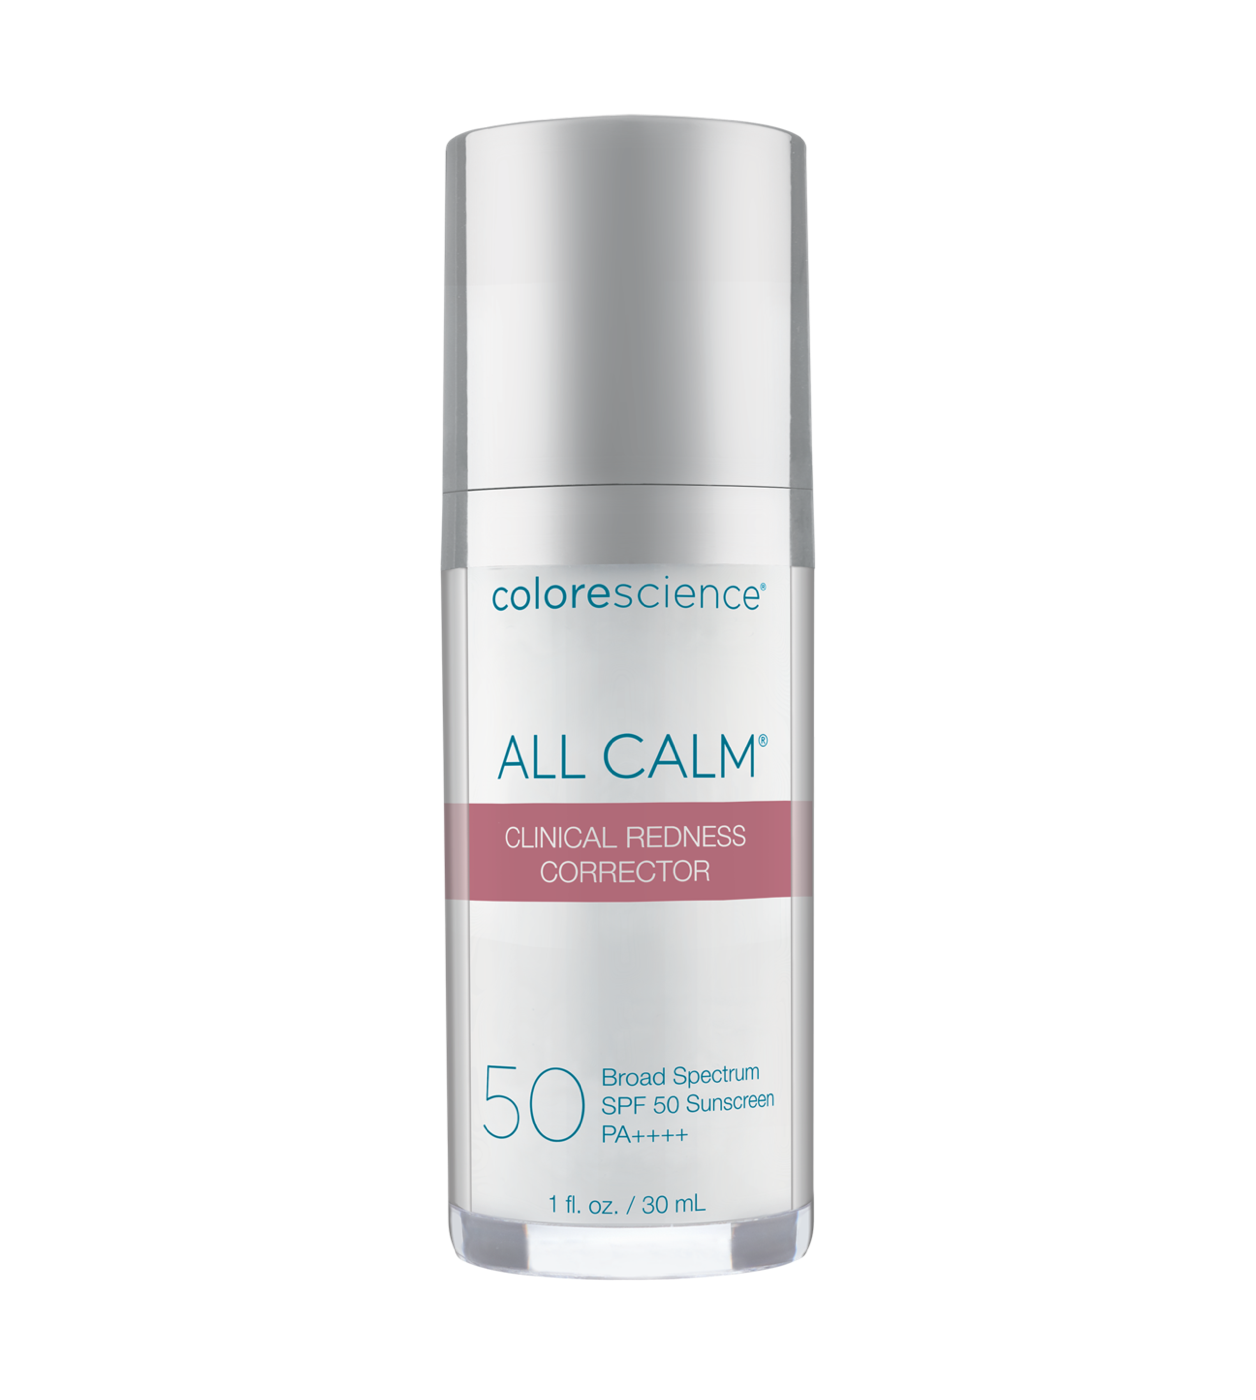 colorescience®
ALL CALM®
CLINICAL REDNESS
CORRECTOR
50
Broad Spectrum
SPF 50 Sunscreen
PA++++
1 fl. oz. / 30 mL